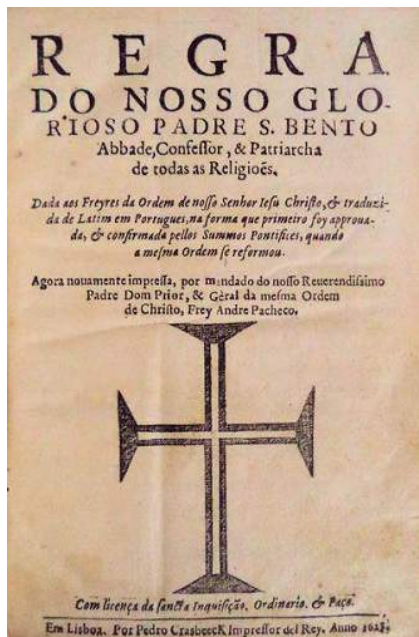 REGRA
DO NOSSO GLO-
RIOSO PADRE S. BENTO
Abbade, Confeſſor, & Patriarcha
de todas as Religioẽs.
Dada aos Freyres da Ordem de noſſo Senhor Ieſu Chriſto, & traduzi-
da de Latim em Portugues, na forma que primeiro foy approua-
da, & confirmada pellos Summos Pontifices, quando
a meſma Ordem ſe reformou.
Agora nouamente impreſſa, por mandado do noſſo Reuerendiſsimo
Padre Dom Prior, & Gèral da meſma Ordem
de Chriſto, Frey Andre Pacheco.
Com licença da ſancta Inquiſição, Ordinario. & Paço.
Em Lisboa. Por Pedro CrasbeecK Impreſſor del Rey. Anno